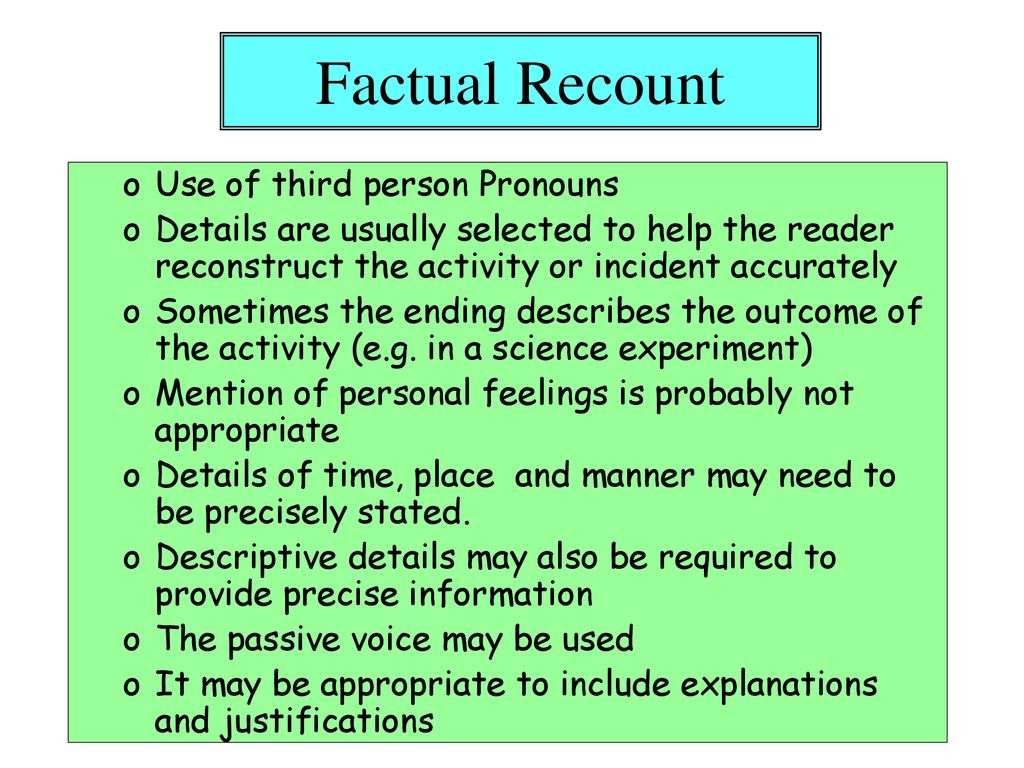 Factual Recount
o Use of third person Pronouns
o Details are usually selected to help the reader
reconstruct the activity or incident accurately
o Sometimes the ending describes the outcome of
the activity (e.g. in a science experiment)
o Mention of personal feelings is probably not
appropriate
o Details of time, place  and manner may need to
be precisely stated.
o Descriptive details may also be required to
provide precise information
o The passive voice may be used
o It may be appropriate to include explanations
and justifications